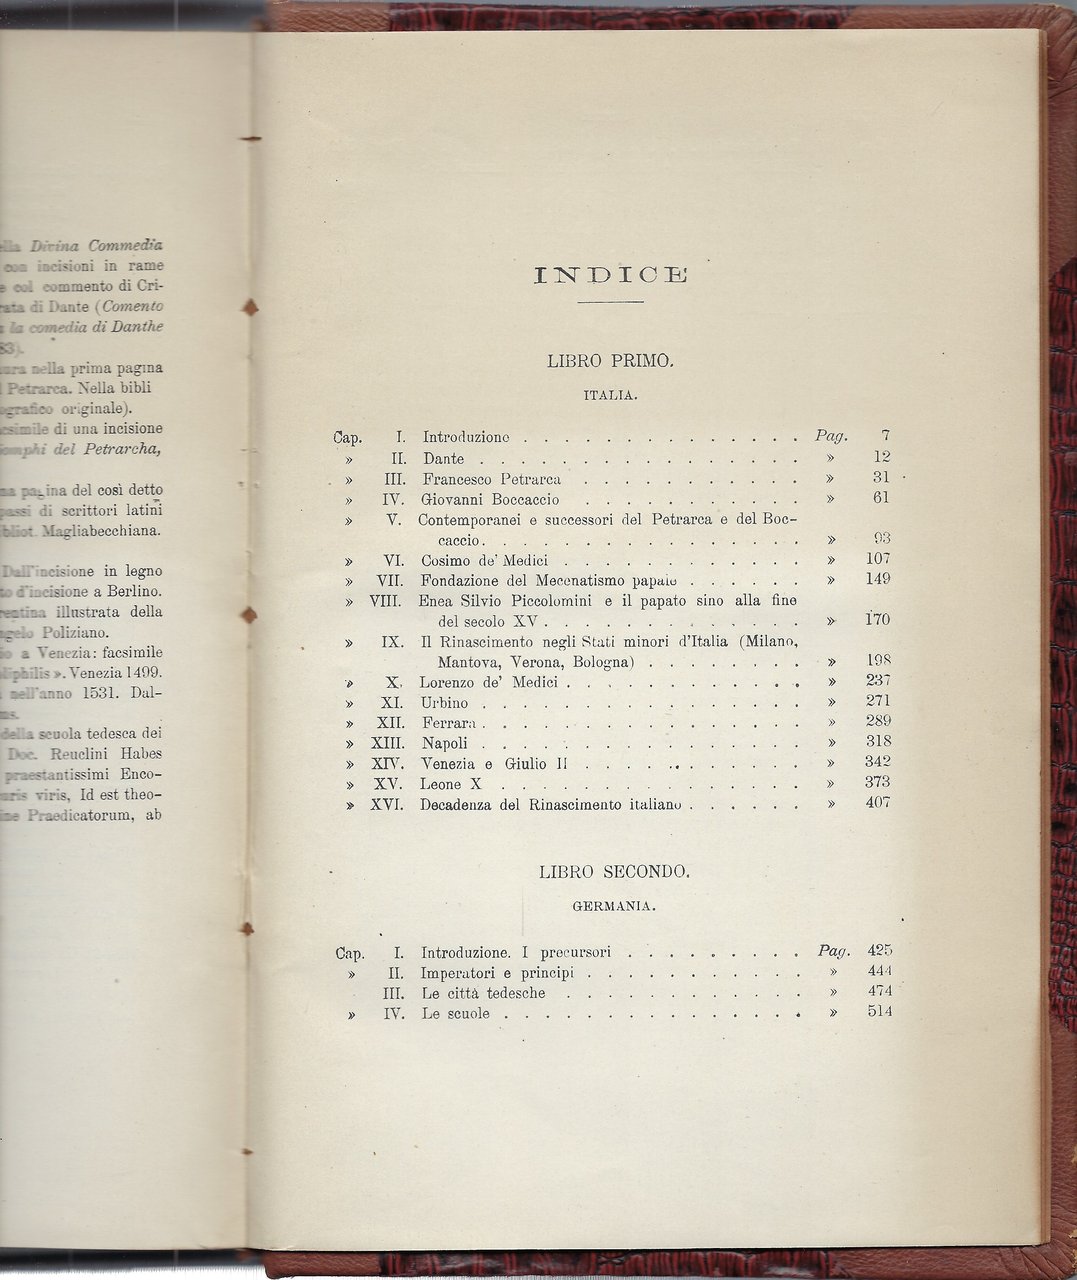 Divina Commedia
con incisioni in rame
e col commento di Cri-
di Dante (Comento
la comedia di Danthe
83).
nella prima pagina
Petrarca. Nella bibli
originale).
di una incisione
del Petrarcha,
pagina del così detto
di scrittori latini
Magliabecchiana.
Dall'incisione in legno
d'incisione a Berlino.
illustrata della
Poliziano.
a Venezia: facsimile
». Venezia 1499.
nell'anno 1531. Dal-
della scuola tedesca dei
Doc. Reuclini Habes
praestantissimi Enco-
viris, Id est theo-
Praedicatorum, ab
INDICE
LIBRO PRIMO.
ITALIA.
Cap. I. Introduzione . . . . . . . . . . . . . . Pag. 7
» II. Dante . . . . . . . . . . . . . . . . » 12
» III. Francesco Petrarca . . . . . . . . . . . » 31
» IV. Giovanni Boccaccio . . . . . . . . . . . . » 61
» V. Contemporanei e successori del Petrarca e del Boc-
caccio . . . . . . . . . . . . . . . . » 93
» VI. Cosimo de' Medici . . . . . . . . . . . . » 107
» VII. Fondazione del Mecenatismo papale . . . . . . » 149
» VIII. Enea Silvio Piccolomini e il papato sino alla fine
del secolo XV . . . . . . . . . . . . . » 170
» IX. Il Rinascimento negli Stati minori d'Italia (Milano,
Mantova, Verona, Bologna) . . . . . . . . » 198
» X. Lorenzo de' Medici . . . . . . . . . . . . » 237
» XI. Urbino . . . . . . . . . . . . . . . . » 271
» XII. Ferrara . . . . . . . . . . . . . . . . » 289
» XIII. Napoli . . . . . . . . . . . . . . . . » 318
» XIV. Venezia e Giulio II . . . . . . . . . . . » 342
» XV. Leone X . . . . . . . . . . . . . . . » 373
» XVI. Decadenza del Rinascimento italiano . . . . . . » 407
LIBRO SECONDO.
GERMANIA.
Cap. I. Introduzione. I precursori . . . . . . . . . Pag. 425
» II. Imperatori e principi . . . . . . . . . . . » 444
III. Le città tedesche . . . . . . . . . . . . » 474
» IV. Le scuole . . . . . . . . . . . . . . . » 514